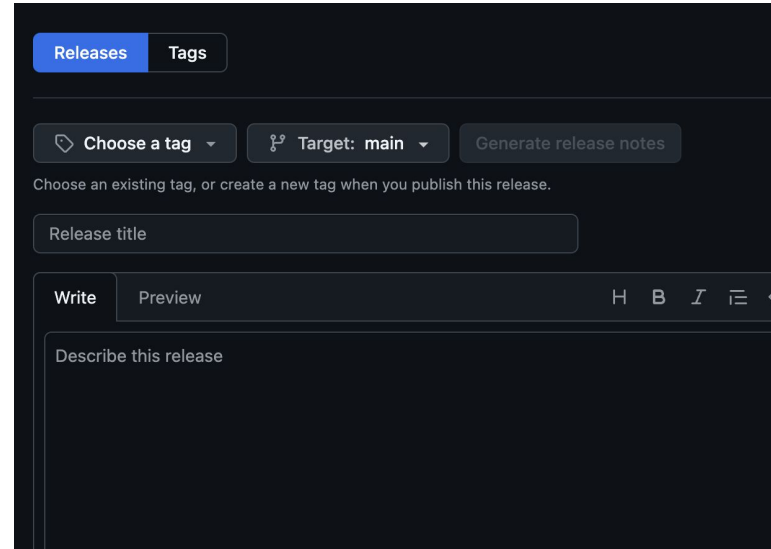 Releases Tags
Choose a tag Target: main Generate release notes
Choose an existing tag, or create a new tag when you publish this release.
Release title
Write Preview H B I
Describe this release